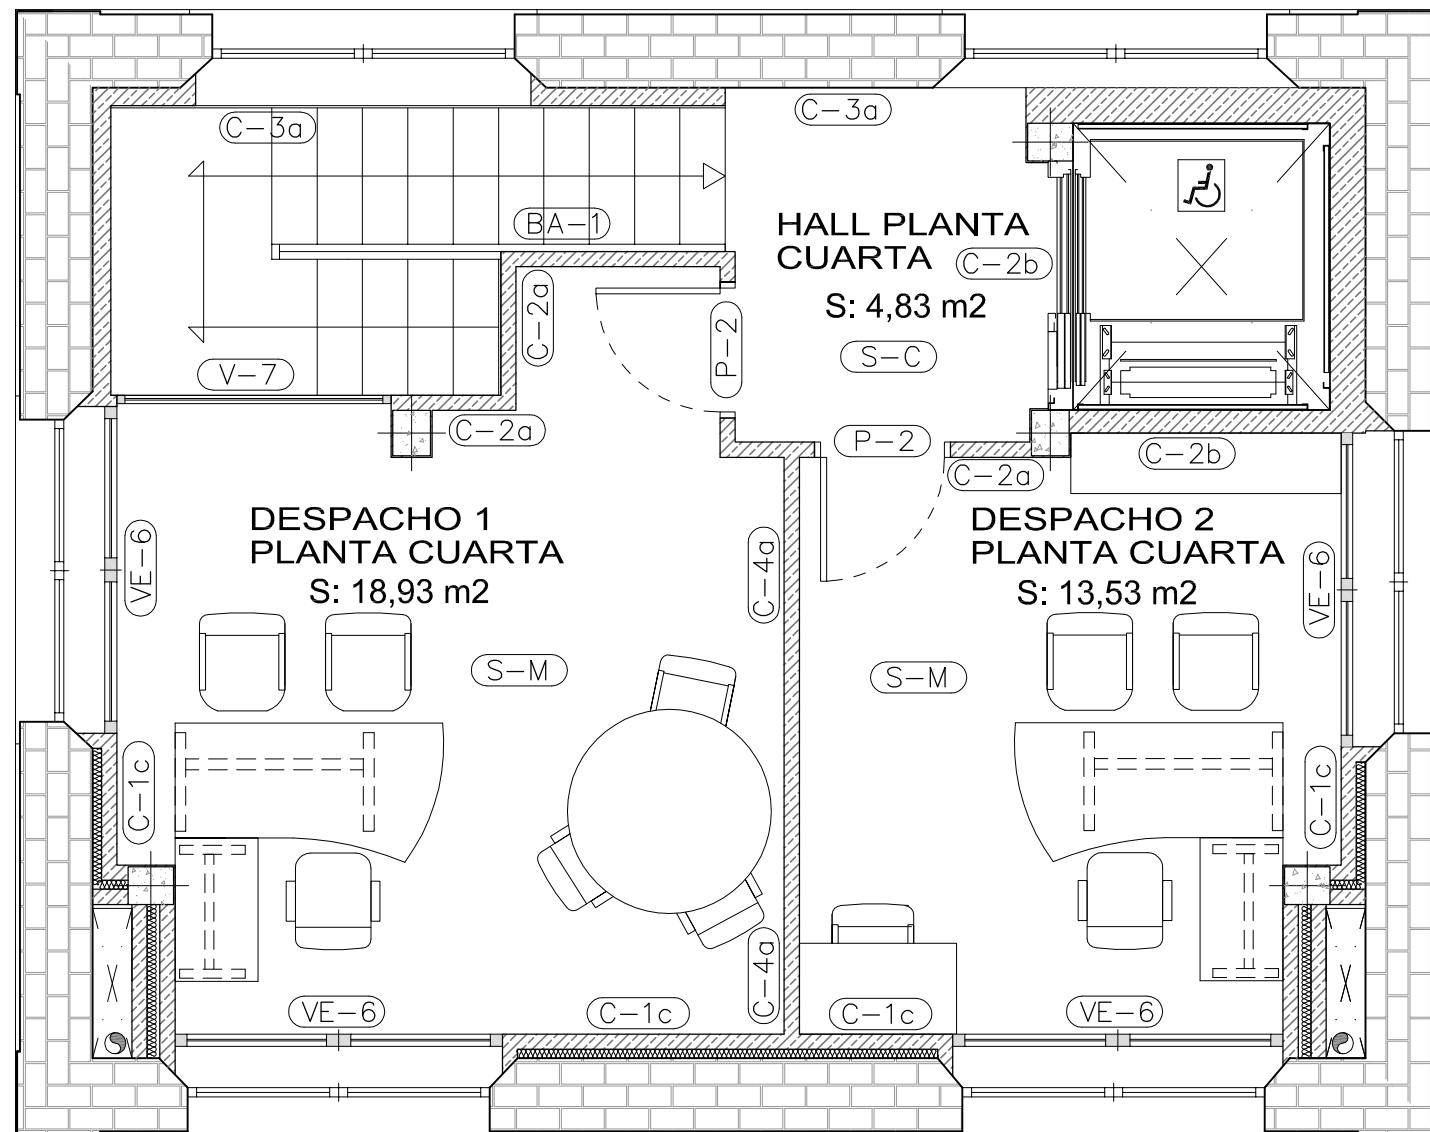 C-3a
C-3a
BA-1
HALL PLANTA
CUARTA
C-2b
S: 4,83 m2
C-2a
P-2
S-C
V-7
C-2a
P-2
C-2b
C-2a
DESPACHO 1
PLANTA CUARTA
S: 18,93 m2
VE-6
C-4a
DESPACHO 2
PLANTA CUARTA
S: 13,53 m2
VE-6
S-M
S-M
C-1c
C-1c
C-4a
VE-6
C-1c
C-1c
VE-6